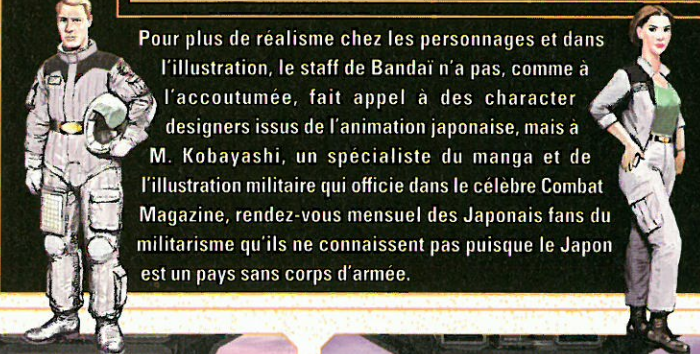 Pour plus de réalisme chez les personnages et dans
l'illustration, le staff de Bandaï n'a pas, comme à
l'accoutumée, fait appel à des character
designers issus de l'animation japonaise, mais à
M. Kobayashi, un spécialiste du manga et de
l'illustration militaire qui officie dans le célèbre Combat
Magazine, rendez-vous mensuel des Japonais fans du
militarisme qu'ils ne connaissent pas puisque le Japon
est un pays sans corps d'armée.